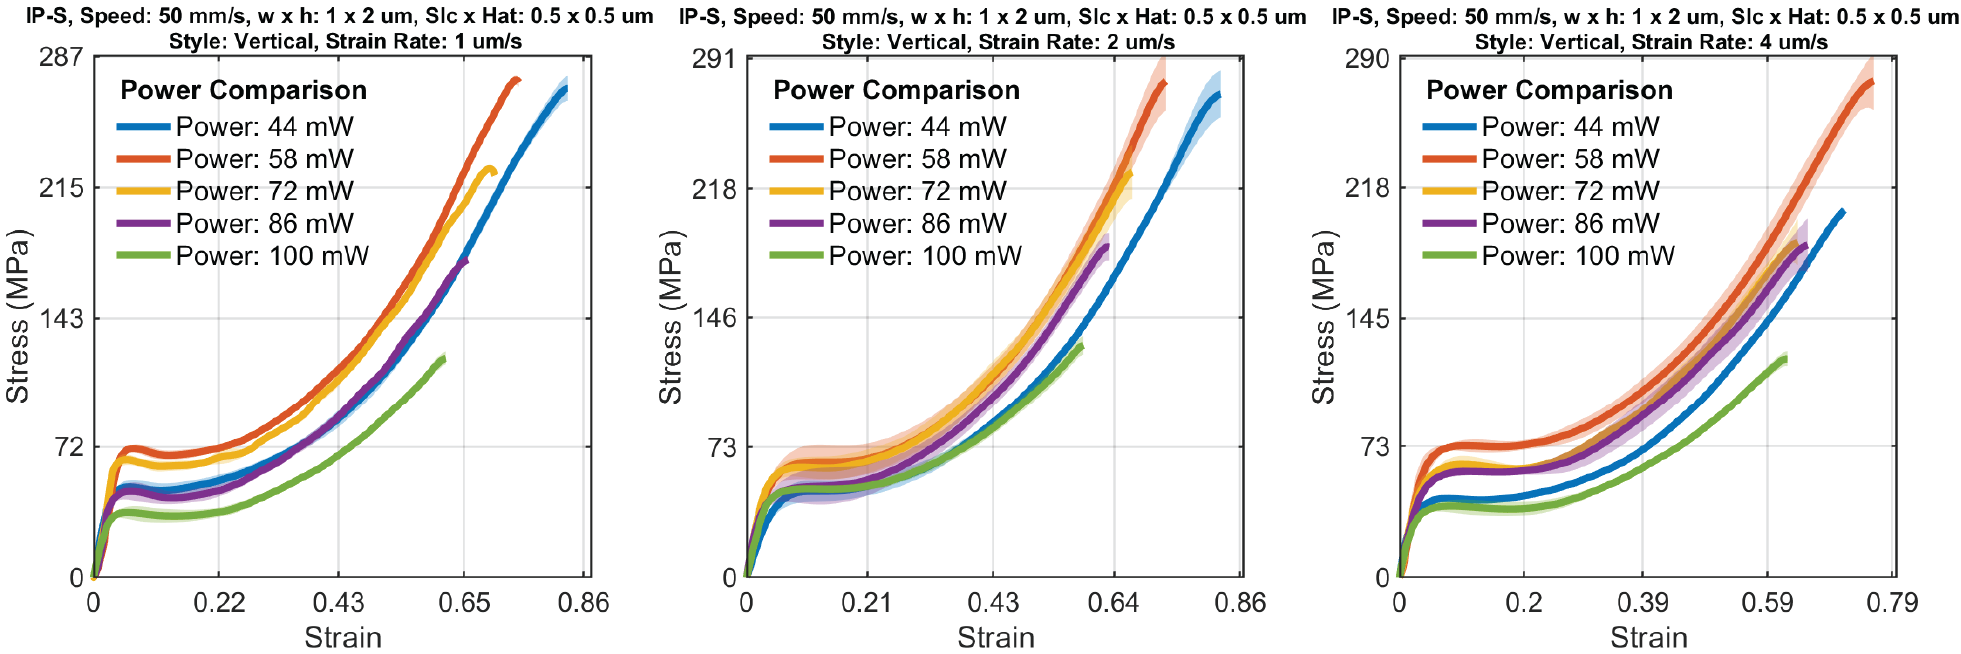 IP-S, Speed: 50 mm/s, w x h: 1 x 2 um, Slc x Hat: 0.5 x 0.5 um
Style: Vertical, Strain Rate: 1 um/s
287
215
143
72
0
Stress (MPa)
Power Comparison
Power: 44 mW
Power: 58 mW
Power: 72 mW
Power: 86 mW
Power: 100 mW
0 0.22 0.43 0.65 0.86
Strain
IP-S, Speed: 50 mm/s, w x h: 1 x 2 um, Slc x Hat: 0.5 x 0.5 um
Style: Vertical, Strain Rate: 2 um/s
291
218
146
73
0
Stress (MPa)
Power Comparison
Power: 44 mW
Power: 58 mW
Power: 72 mW
Power: 86 mW
Power: 100 mW
0 0.21 0.43 0.64 0.86
Strain
IP-S, Speed: 50 mm/s, w x h: 1 x 2 um, Slc x Hat: 0.5 x 0.5 um
Style: Vertical, Strain Rate: 4 um/s
290
218
145
73
0
Stress (MPa)
Power Comparison
Power: 44 mW
Power: 58 mW
Power: 72 mW
Power: 86 mW
Power: 100 mW
0 0.2 0.39 0.59 0.79
Strain